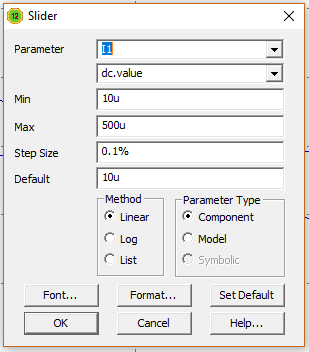 12 Slider
Parameter I1
dc.value
Min 10u
Max 500u
Step Size 0.1%
Default 10u
Method Parameter Type
Linear Component
Log Model
List Symbolic
Font... Format... Set Default
OK Cancel Help...